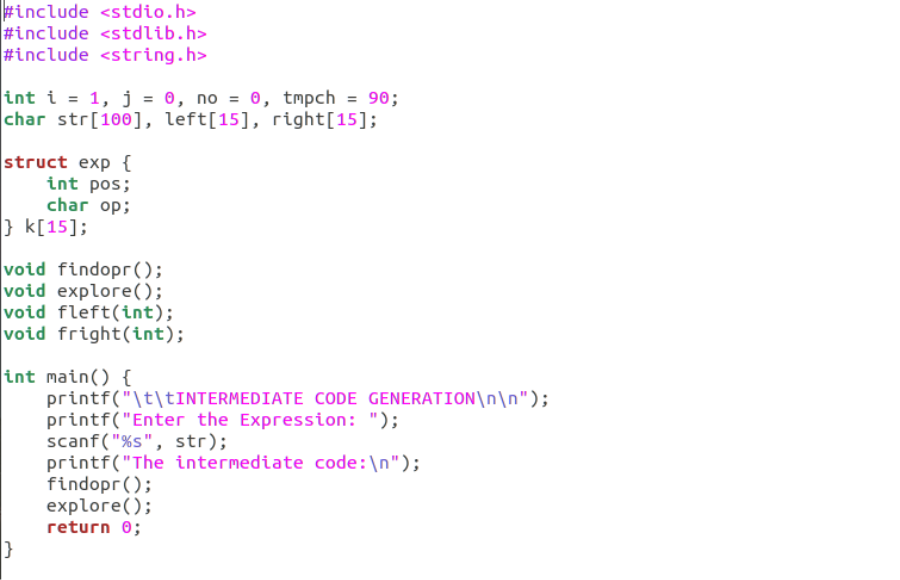 #include <stdio.h>
#include <stdlib.h>
#include <string.h>

int i = 1, j = 0, no = 0, tmpch = 90;
char str[100], left[15], right[15];

struct exp {
    int pos;
    char op;
} k[15];

void findopr();
void explore();
void fleft(int);
void fright(int);

int main() {
    printf("\t\tINTERMEDIATE CODE GENERATION\n\n");
    printf("Enter the Expression: ");
    scanf("%s", str);
    printf("The intermediate code:\n");
    findopr();
    explore();
    return 0;
}